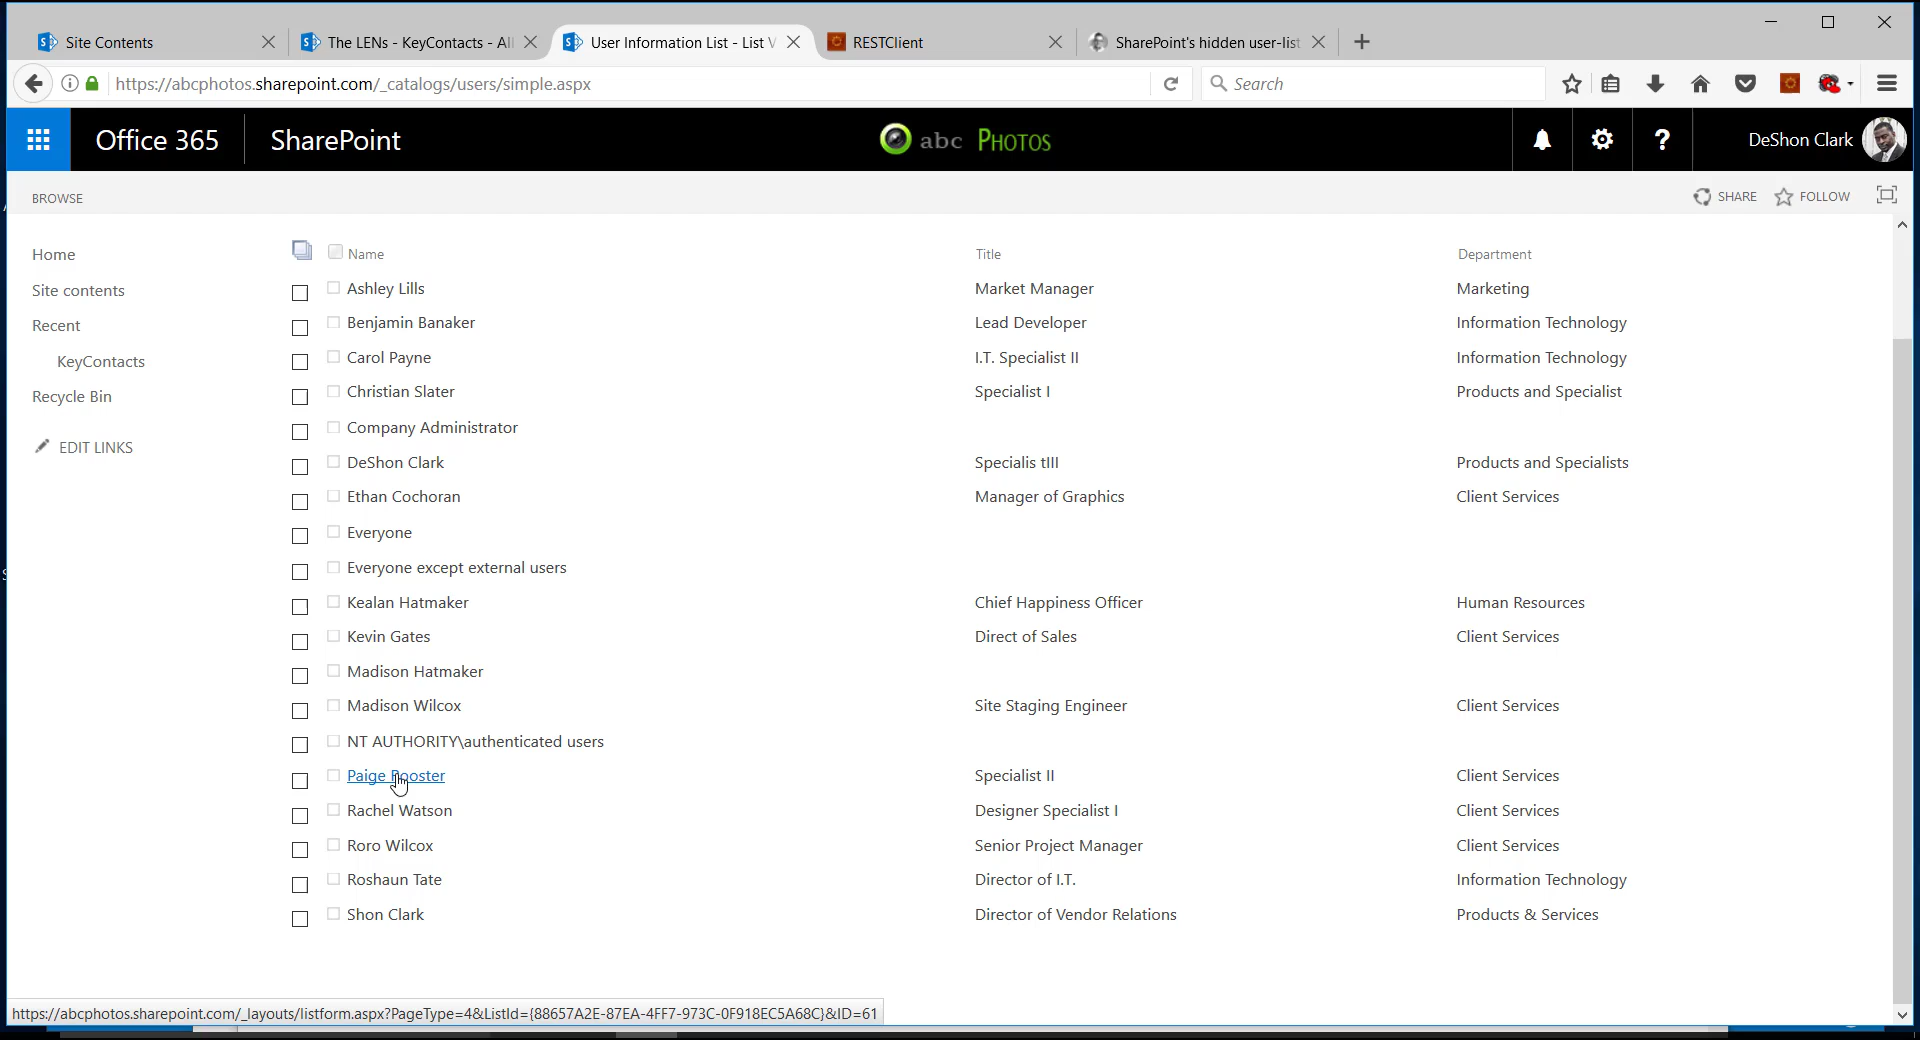 Site Contents
The LENs - KeyContacts - All
User Information List - List V
RESTClient
SharePoint's hidden user-list
https://abcphotos.sharepoint.com/_catalogs/users/simple.aspx
Search
Office 365
SharePoint
abc Photos
DeShon Clark
BROWSE
SHARE
FOLLOW
Home
Site contents
Recent
KeyContacts
Recycle Bin
EDIT LINKS
Name Title Department
Ashley Lills Market Manager Marketing
Benjamin Banaker Lead Developer Information Technology
Carol Payne I.T. Specialist II Information Technology
Christian Slater Specialist I Products and Specialist
Company Administrator
DeShon Clark Specialis tIII Products and Specialists
Ethan Cochoran Manager of Graphics Client Services
Everyone
Everyone except external users
Kealan Hatmaker Chief Happiness Officer Human Resources
Kevin Gates Direct of Sales Client Services
Madison Hatmaker
Madison Wilcox Site Staging Engineer Client Services
NT AUTHORITY\authenticated users
Paige Rooster Specialist II Client Services
Rachel Watson Designer Specialist I Client Services
Roro Wilcox Senior Project Manager Client Services
Roshaun Tate Director of I.T. Information Technology
Shon Clark Director of Vendor Relations Products & Services
https://abcphotos.sharepoint.com/_layouts/listform.aspx?PageType=4&ListId={88657A2E-87EA-4FF7-973C-0F918EC5A68C}&ID=61